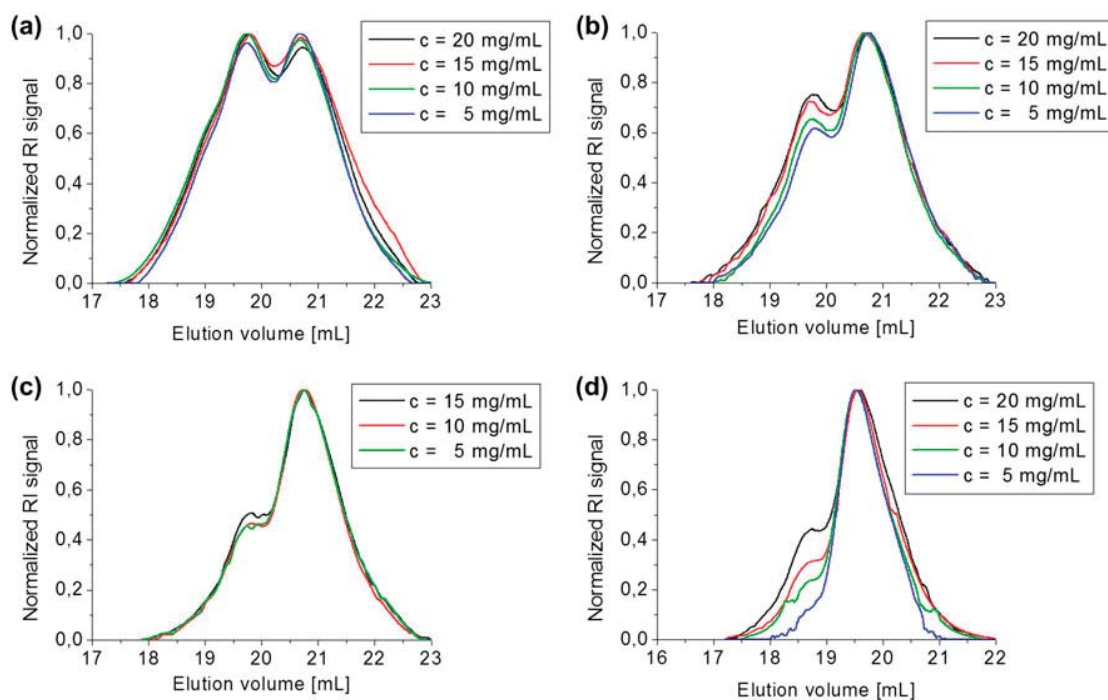 (a)
Normalized RI signal
1,0
0,8
0,6
0,4
0,2
0,0
c = 20 mg/mL
c = 15 mg/mL
c = 10 mg/mL
c = 5 mg/mL
17 18 19 20 21 22 23
Elution volume [mL]
(b)
Normalized RI signal
1,0
0,8
0,6
0,4
0,2
0,0
c = 20 mg/mL
c = 15 mg/mL
c = 10 mg/mL
c = 5 mg/mL
17 18 19 20 21 22 23
Elution volume [mL]
(c)
Normalized RI signal
1,0
0,8
0,6
0,4
0,2
0,0
c = 15 mg/mL
c = 10 mg/mL
c = 5 mg/mL
17 18 19 20 21 22 23
Elution volume [mL]
(d)
Normalized RI signal
1,0
0,8
0,6
0,4
0,2
0,0
c = 20 mg/mL
c = 15 mg/mL
c = 10 mg/mL
c = 5 mg/mL
16 17 18 19 20 21 22
Elution volume [mL]